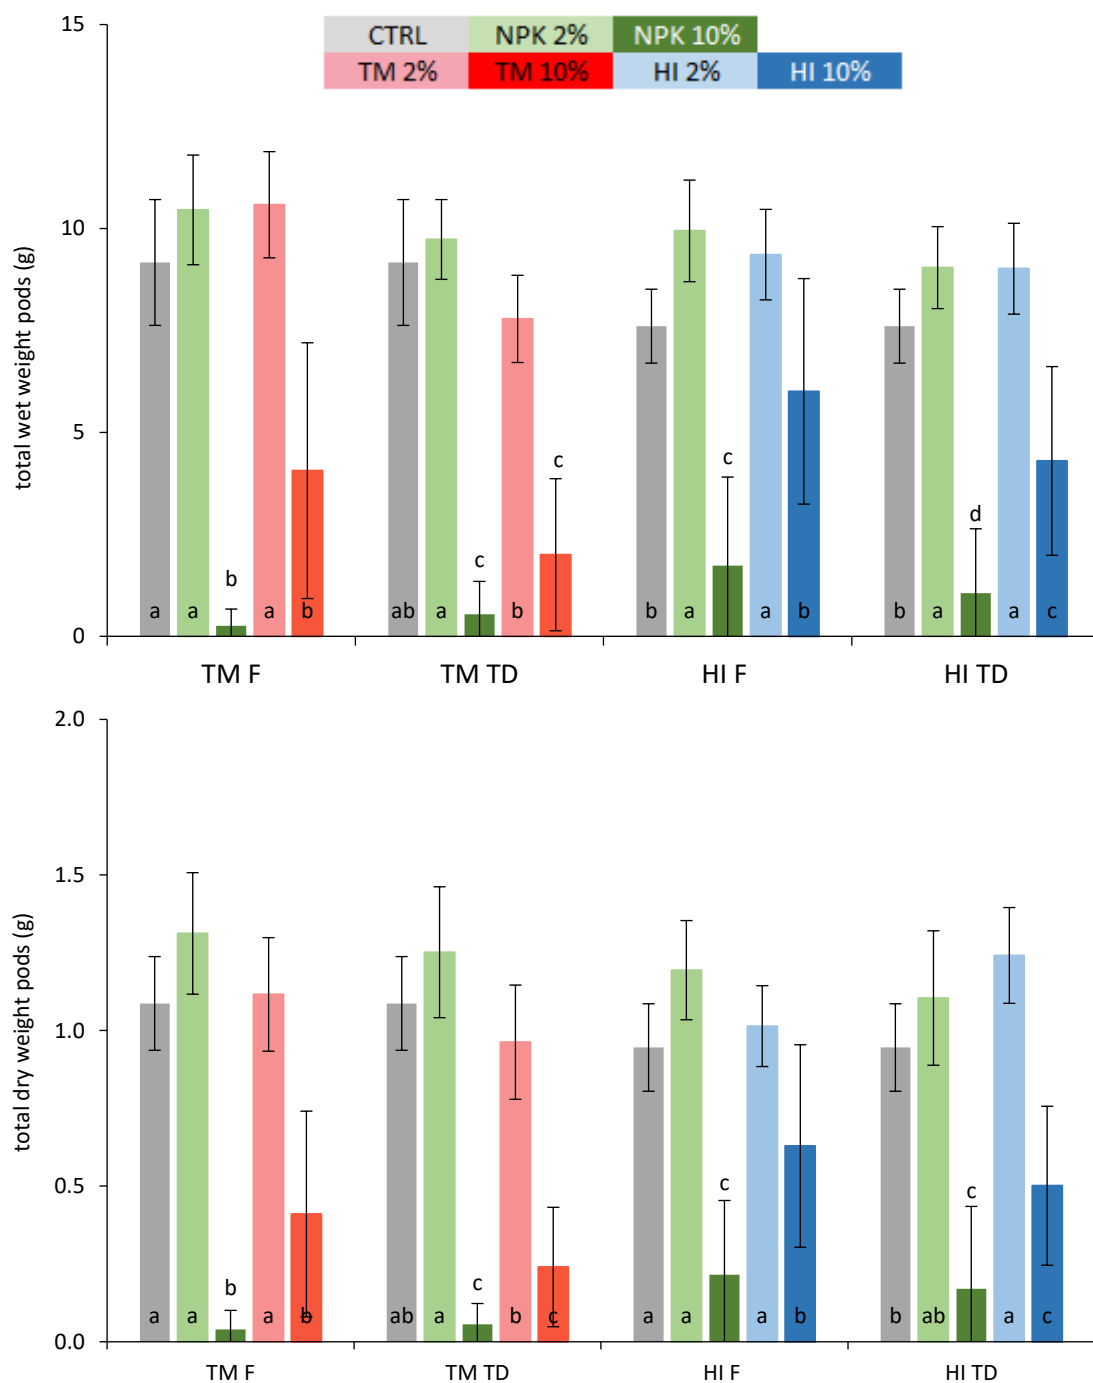 15
CTRL NPK 2% NPK 10%
TM 2% TM 10% HI 2% HI 10%
10
total wet weight pods (g)
5
c
c
d
c
b
a a a b ab a b b a a b b a a c
0
TM F TM TD HI F HI TD
2.0
1.5
total dry weight pods (g)
1.0
0.5
c
c
b
c
a a a b ab a b c a a a b b ab a c
0.0
TM F TM TD HI F HI TD